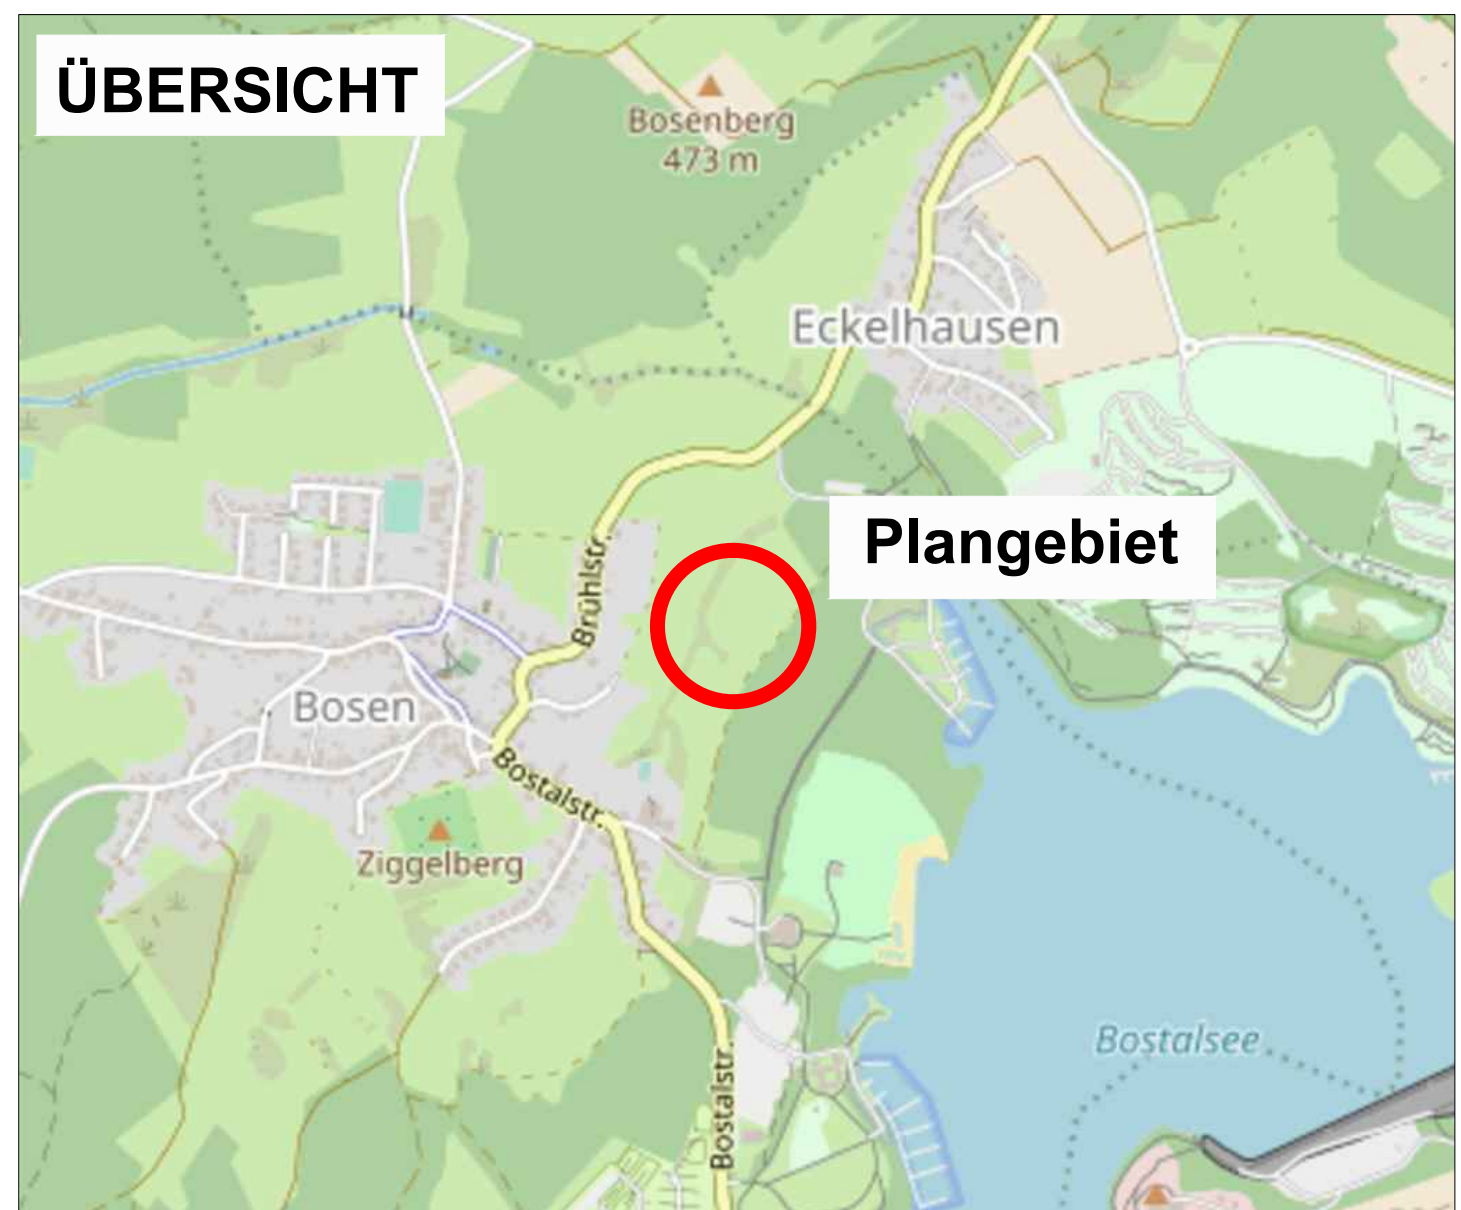 ÜBERSICHT
Bosenberg
473 m
Eckelhausen
Plangebiet
Brühlstr.
Bosen
Bostalstr.
Ziggelberg
Bostalsee
Bostalstr.